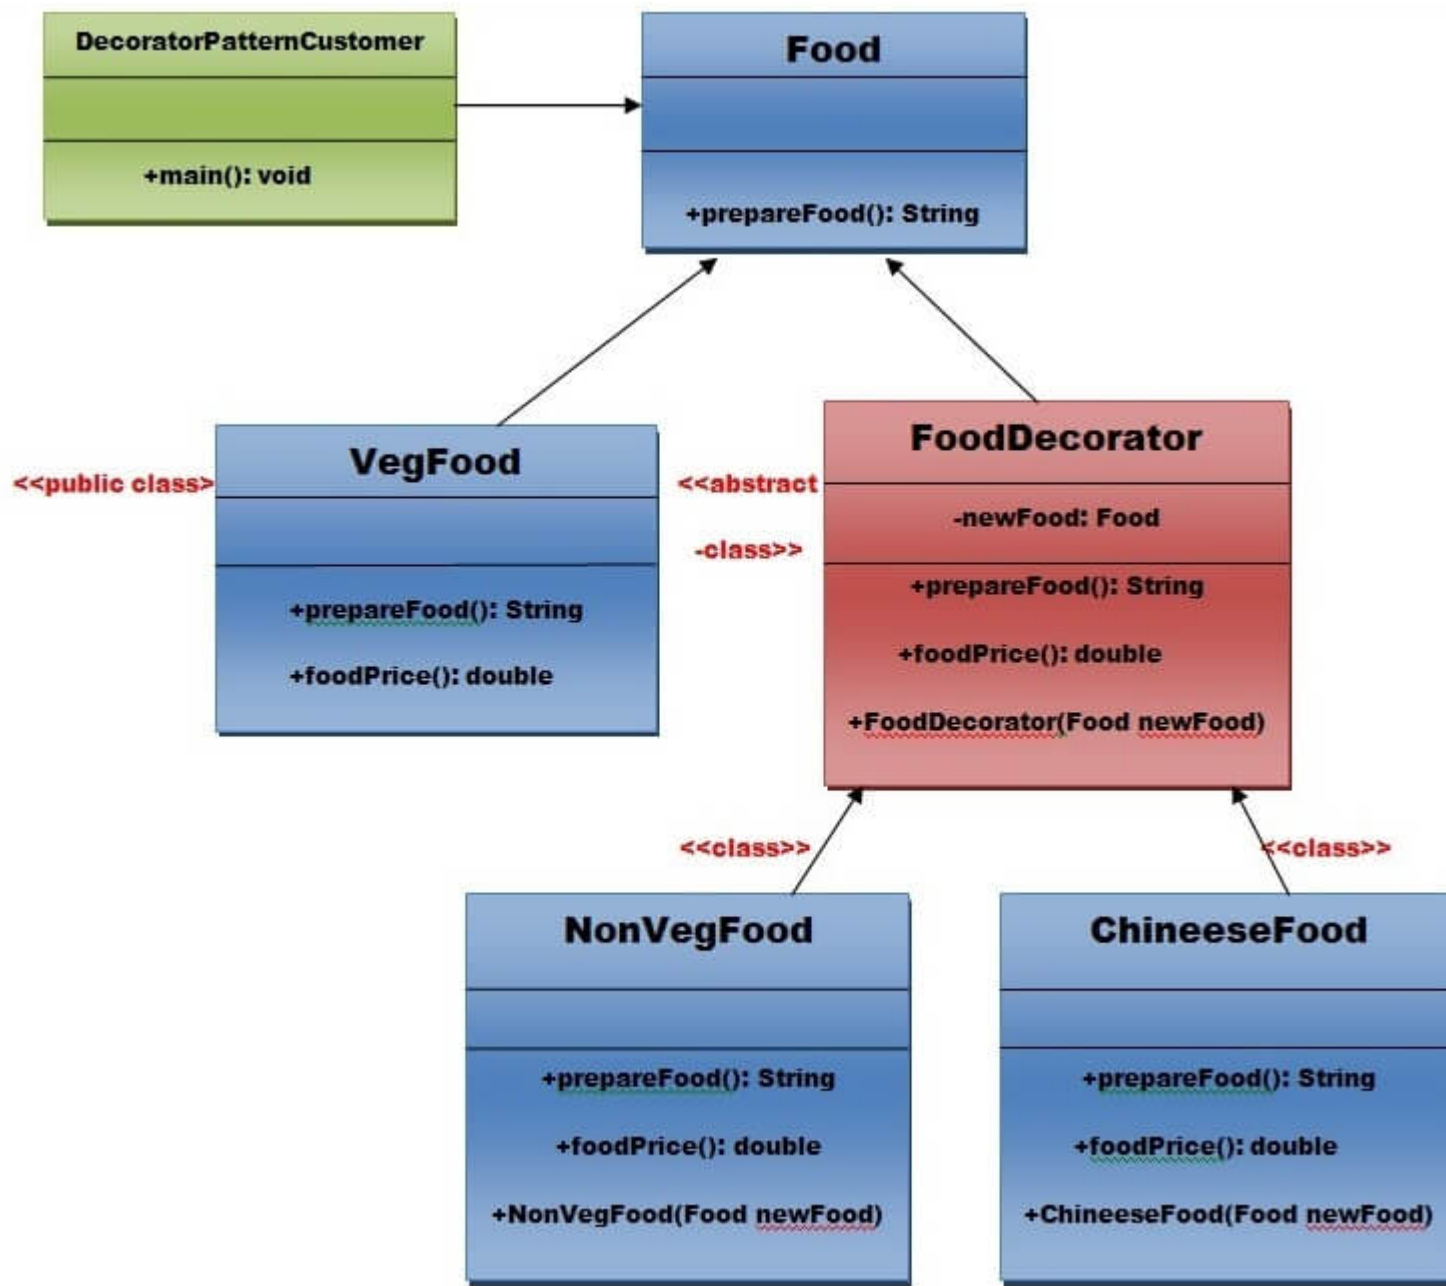 DecoratorPatternCustomer
+main(): void
Food
+prepareFood(): String
<<public class>
VegFood
+prepareFood(): String
+foodPrice(): double
<<abstract
-class>>
FoodDecorator
-newFood: Food
+prepareFood(): String
+foodPrice(): double
+FoodDecorator(Food newFood)
<<class>>
<<class>>
NonVegFood
+prepareFood(): String
+foodPrice(): double
+NonVegFood(Food newFood)
ChineeseFood
+prepareFood(): String
+foodPrice(): double
+ChineeseFood(Food newFood)